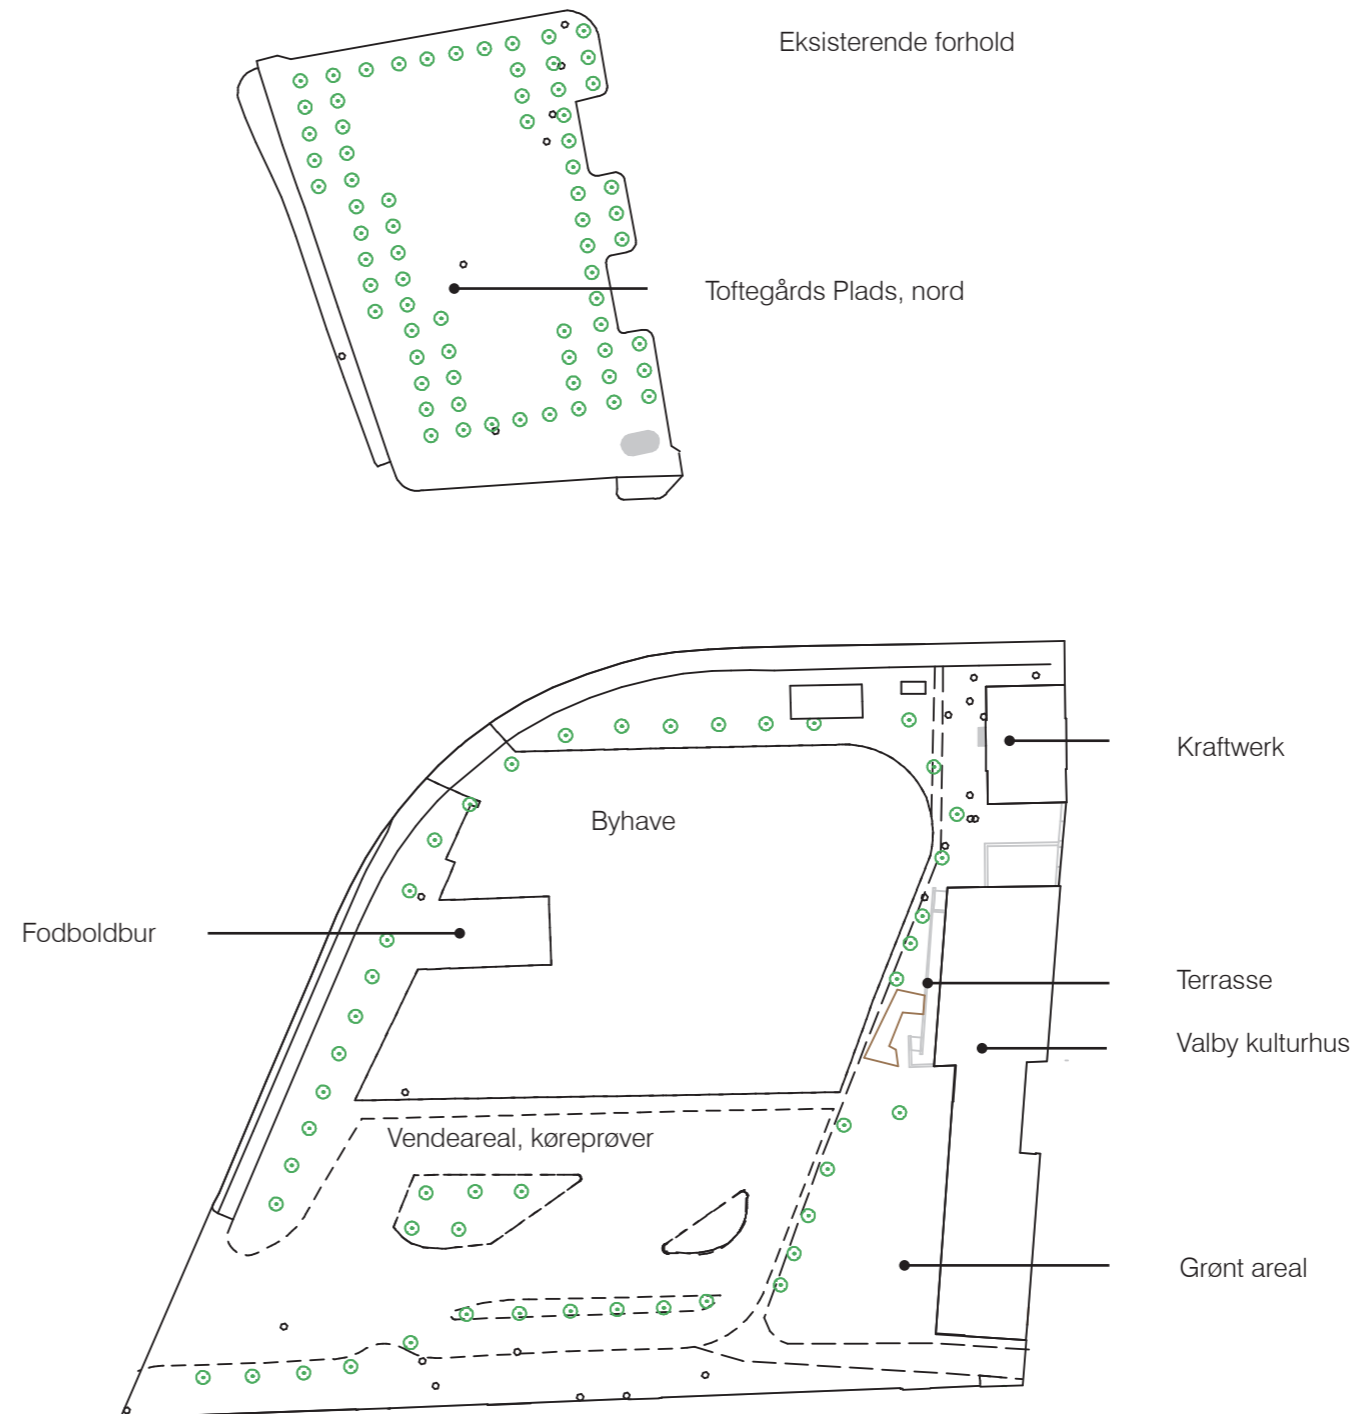 Eksisterende forhold
Toftegårds Plads, nord
Kraftwerk
Byhave
Fodboldbur
Terrasse
Valby kulturhus
Vendeareal, køreprøver
Grønt areal